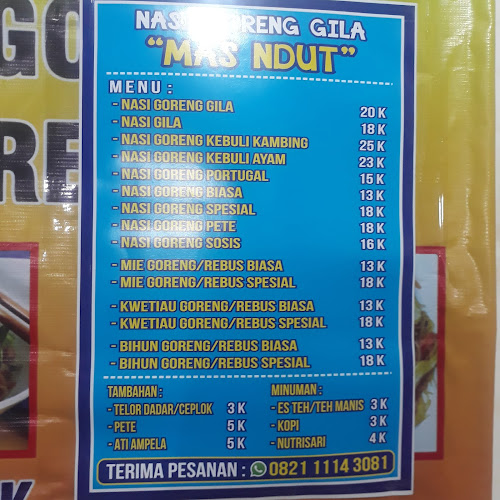 GO
RE
K
NASI GORENG GILA
"MAS NDUT"
MENU :
- NASI GORENG GILA 20 K
- NASI GILA 18 K
- NASI GORENG KEBULI KAMBING 25 K
- NASI GORENG KEBULI AYAM 23 K
- NASI GORENG PORTUGAL 15 K
- NASI GORENG BIASA 13 K
- NASI GORENG SPESIAL 18 K
- NASI GORENG PETE 18 K
- NASI GORENG SOSIS 16 K
- MIE GORENG/REBUS BIASA 13 K
- MIE GORENG/REBUS SPESIAL 18 K
- KWETIAU GORENG/REBUS BIASA 13 K
- KWETIAU GORENG/REBUS SPESIAL 18 K
- BIHUN GORENG/REBUS BIASA 13 K
- BIHUN GORENG/REBUS SPESIAL 18 K
TAMBAHAN :
- TELOR DADAR/CEPLOK 3 K
- PETE 5 K
- ATI AMPELA 5 K
MINUMAN :
- ES TEH/TEH MANIS 3 K
- KOPI 3 K
- NUTRISARI 4 K
TERIMA PESANAN : 0821 1114 3081